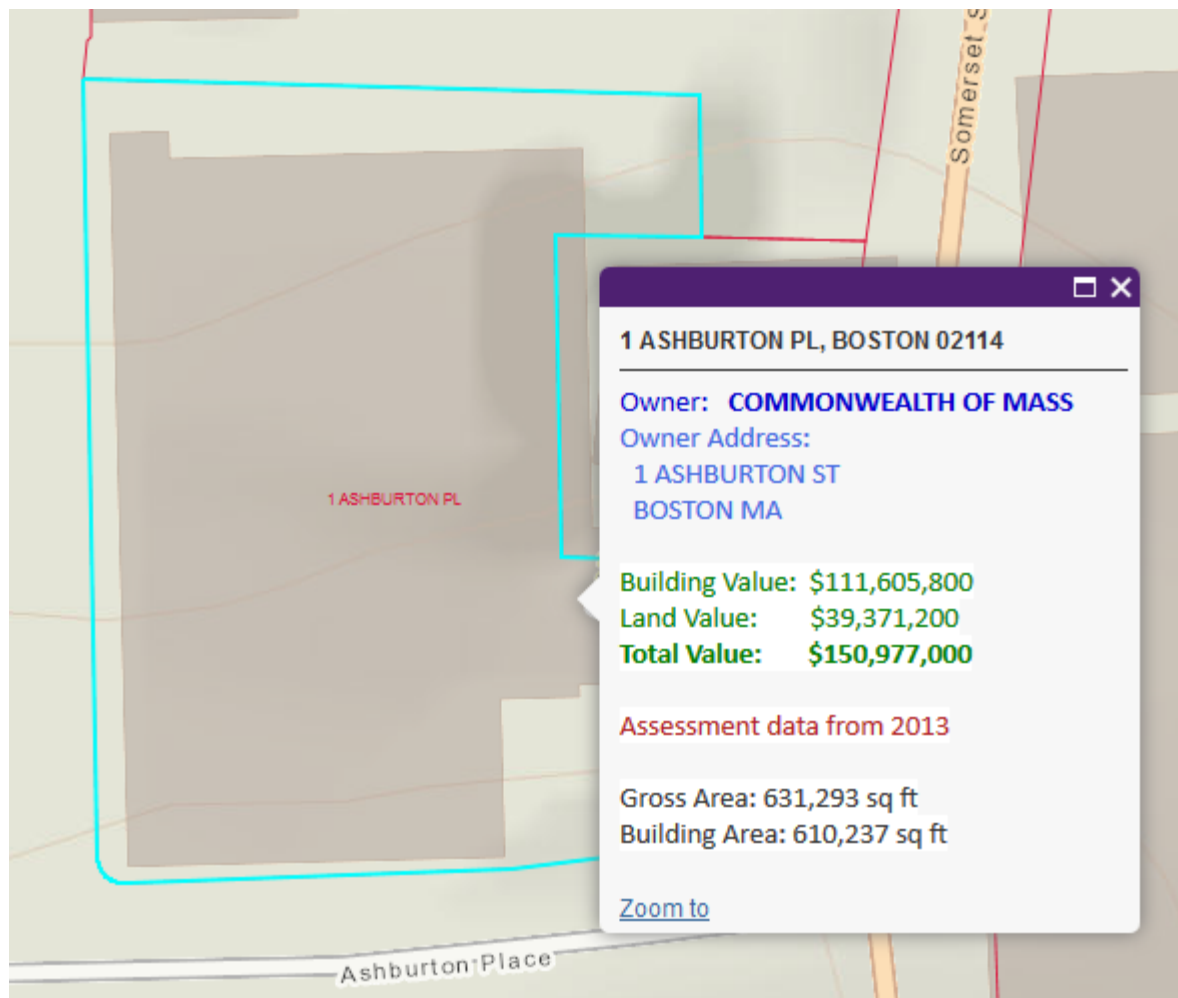 Somerset S
1 ASHBURTON PL, BOSTON 02114
Owner: COMMONWEALTH OF MASS
Owner Address:
1 ASHBURTON ST
BOSTON MA
1 ASHBURTON PL
Building Value: $111,605,800
Land Value: $39,371,200
Total Value: $150,977,000
Assessment data from 2013
Gross Area: 631,293 sq ft
Building Area: 610,237 sq ft
Zoom to
Ashburton Place